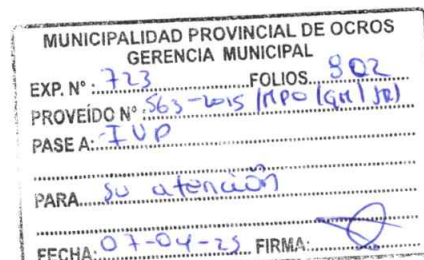 MUNICIPALIDAD PROVINCIAL DE OCROS
GERENCIA MUNICIPAL
EXP. N° : 723 FOLIOS 802
PROVEÍDO N° : 563-2015 /MPO (GM/JR)
PASE A: IVP
PARA su atención
FECHA: 07-04-25 FIRMA: